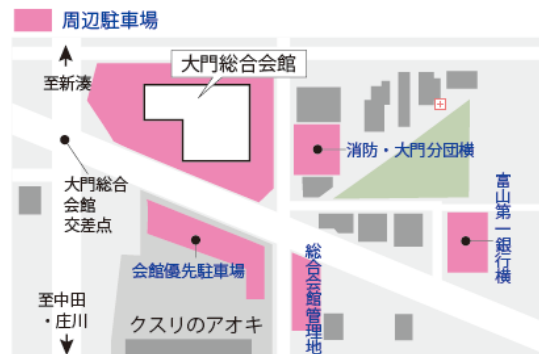 周辺駐車場
大門総合会館
至新湊
消防・大門分団横
大門総合
会館
交差点
富山第一銀行横
会館優先駐車場
総合会館管理地
至中田
・庄川
クスリのアオキ